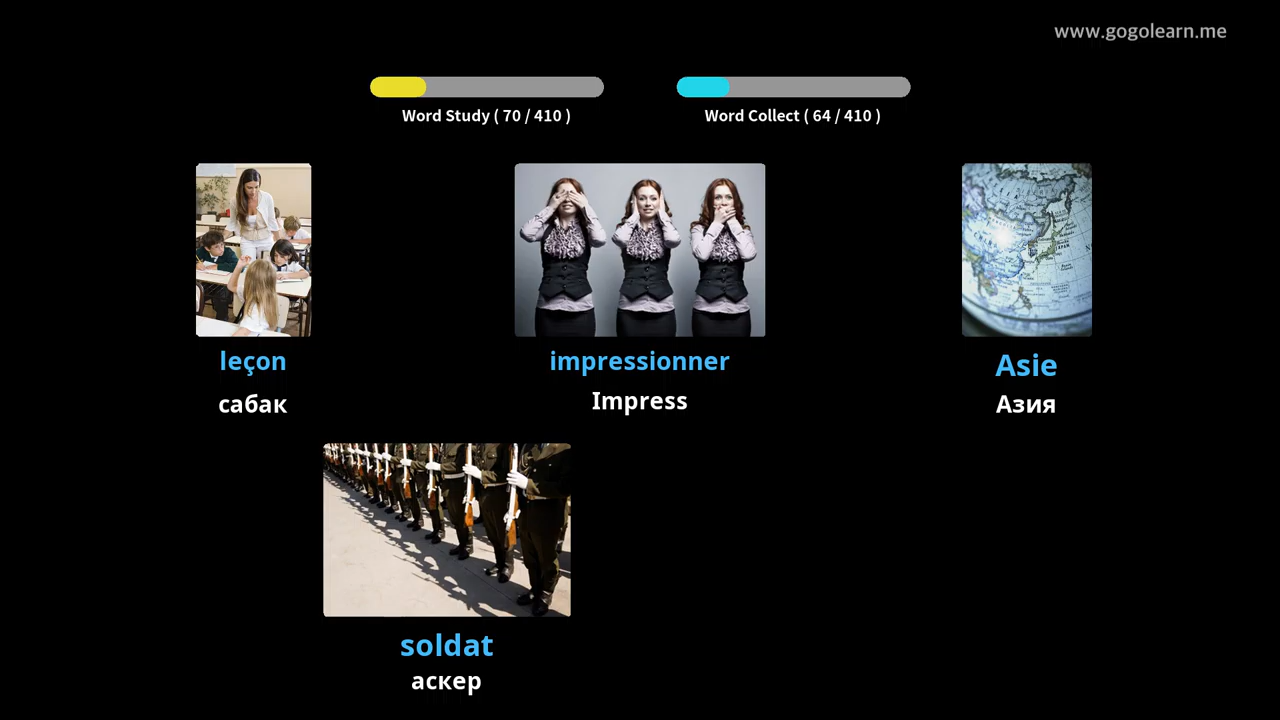 www.gogolearn.me
Word Study ( 70 / 410 )
Word Collect ( 64 / 410 )
leçon
сабак
impressionner
Impress
Asie
Азия
soldat
аскер